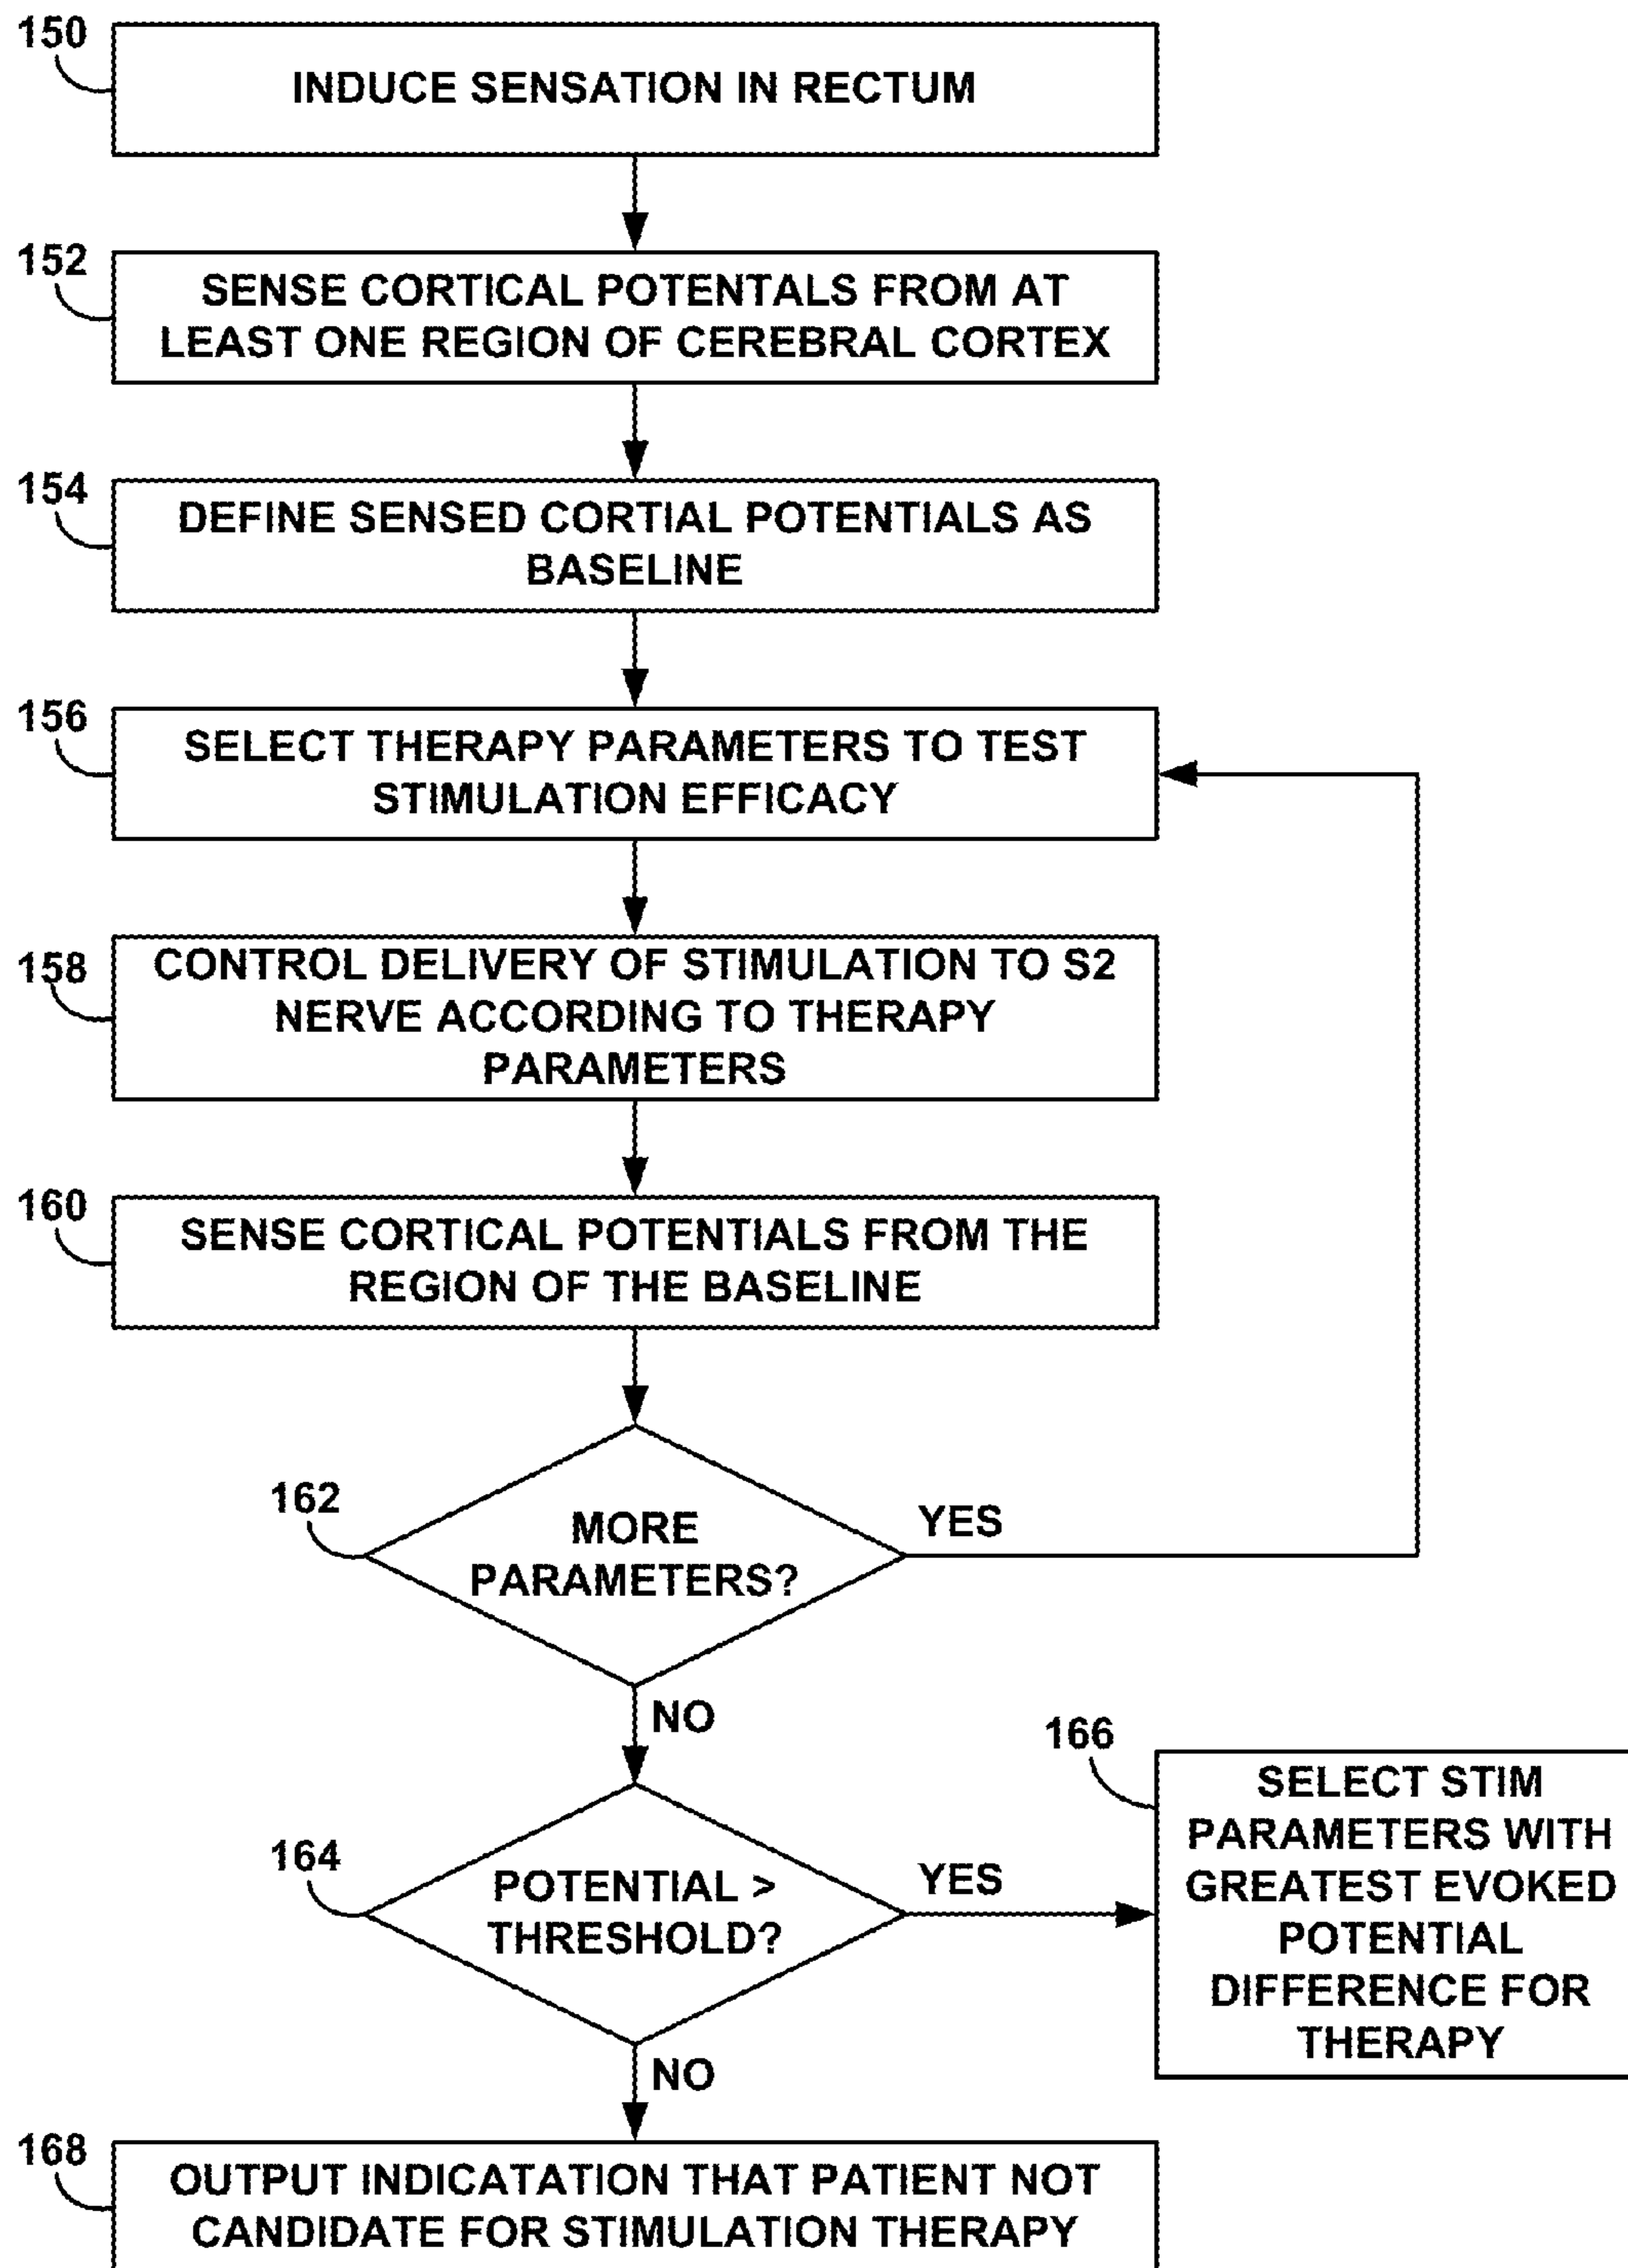 150
INDUCE SENSATION IN RECTUM
152
SENSE CORTICAL POTENTALS FROM AT
LEAST ONE REGION OF CEREBRAL CORTEX
154
DEFINE SENSED CORTIAL POTENTIALS AS
BASELINE
156
SELECT THERAPY PARAMETERS TO TEST
STIMULATION EFFICACY
158
CONTROL DELIVERY OF STIMULATION TO S2
NERVE ACCORDING TO THERAPY
PARAMETERS
160
SENSE CORTICAL POTENTIALS FROM THE
REGION OF THE BASELINE
162
MORE
PARAMETERS?
YES
NO
164
POTENTIAL >
THRESHOLD?
YES
166
SELECT STIM
PARAMETERS WITH
GREATEST EVOKED
POTENTIAL
DIFFERENCE FOR
THERAPY
NO
168
OUTPUT INDICATATION THAT PATIENT NOT
CANDIDATE FOR STIMULATION THERAPY